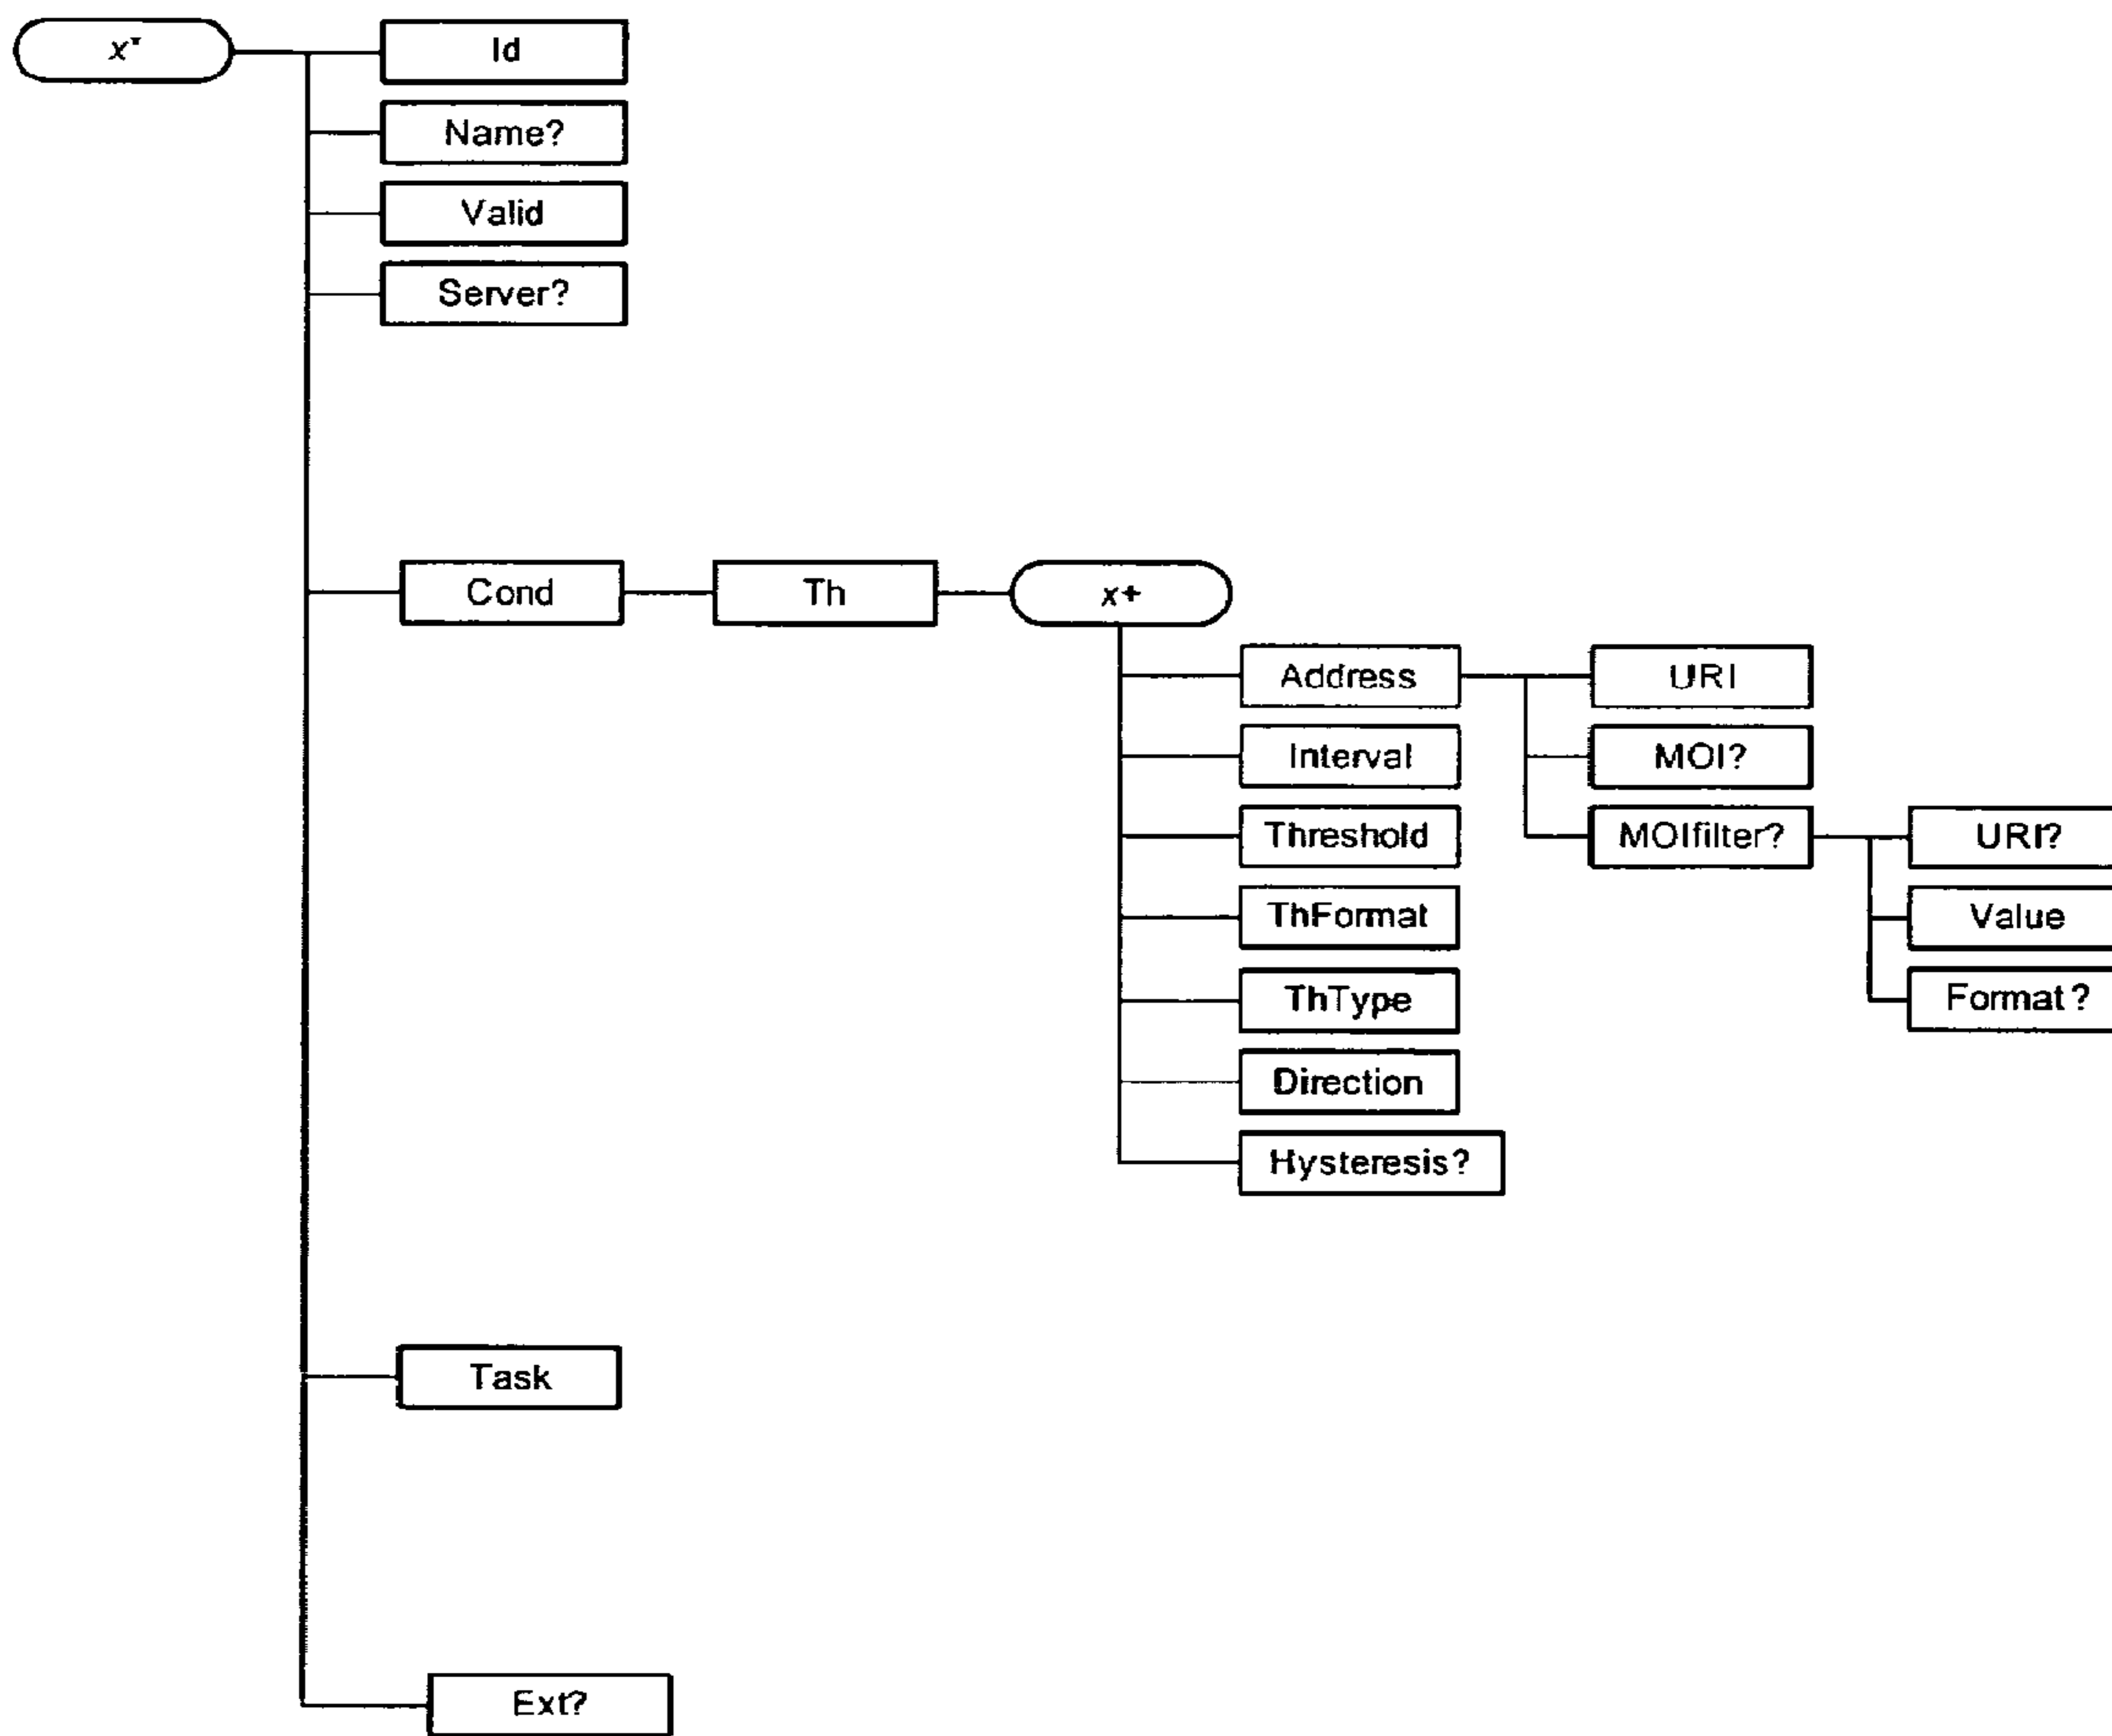 x*
Id
Name?
Valid
Server?
Cond
Th
x+
Address
URI
Interval
MOI?
Threshold
MOIfilter?
URI?
ThFormat
Value
ThType
Format?
Direction
Hysteresis?
Task
Ext?